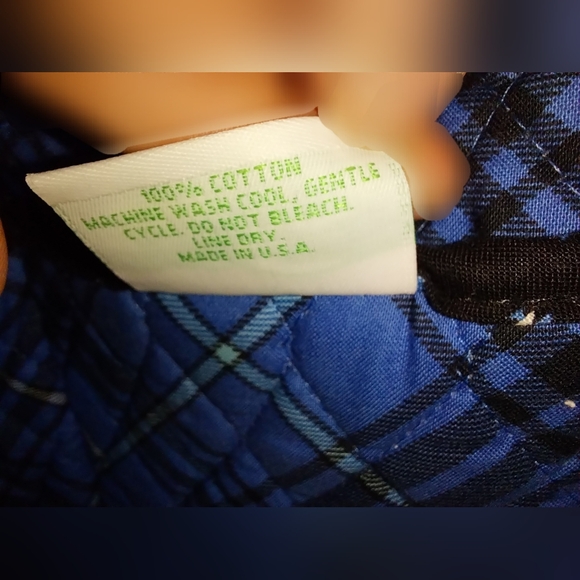 100% COTTON
MACHINE WASH COOL, GENTLE
CYCLE. DO NOT BLEACH.
LINE DRY.
MADE IN U.S.A.